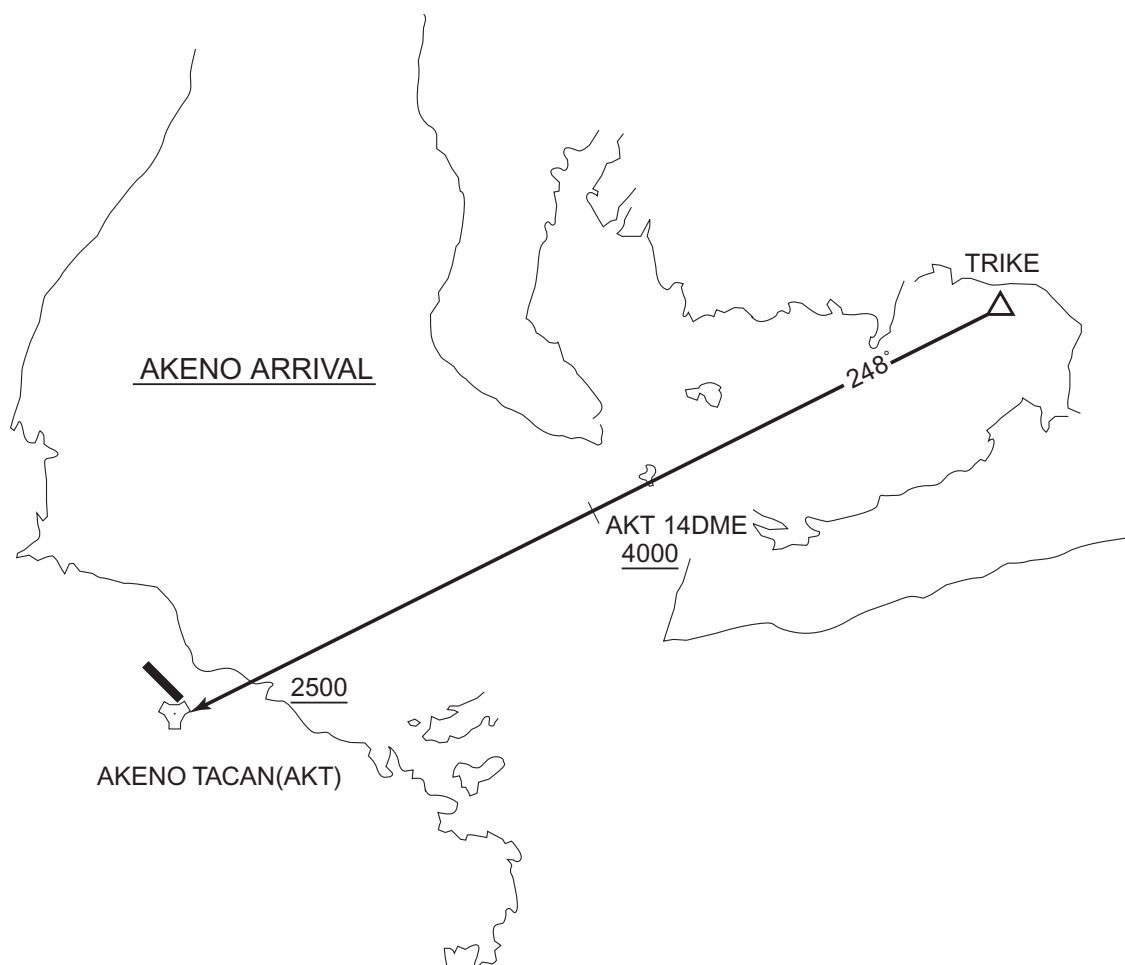 TRIKE
248°
AKENO ARRIVAL
AKT 14DME
4000
2500
AKENO TACAN(AKT)